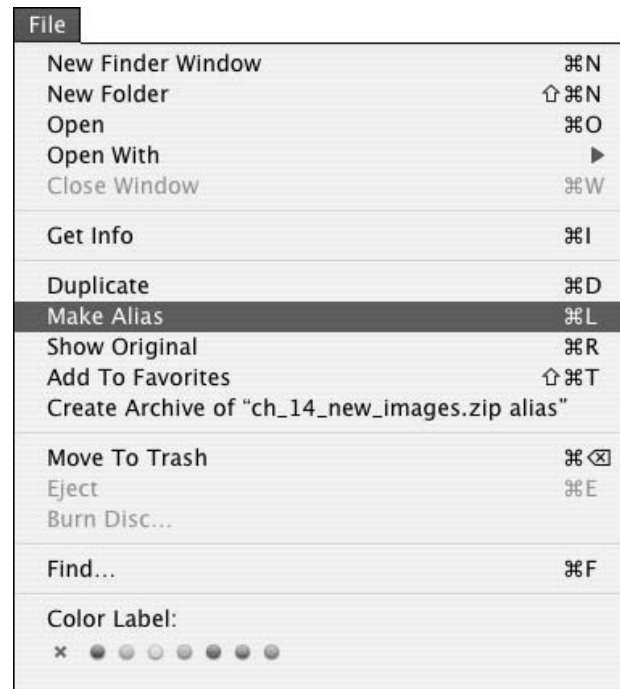 File
New Finder Window ⌘N
New Folder ⇧⌘N
Open ⌘O
Open With ▶
Close Window ⌘W
Get Info ⌘I
Duplicate ⌘D
Make Alias ⌘L
Show Original ⌘R
Add To Favorites ⇧⌘T
Create Archive of “ch_14_new_images.zip alias”
Move To Trash ⌘⌫
Eject ⌘E
Burn Disc...
Find... ⌘F
Color Label:
×